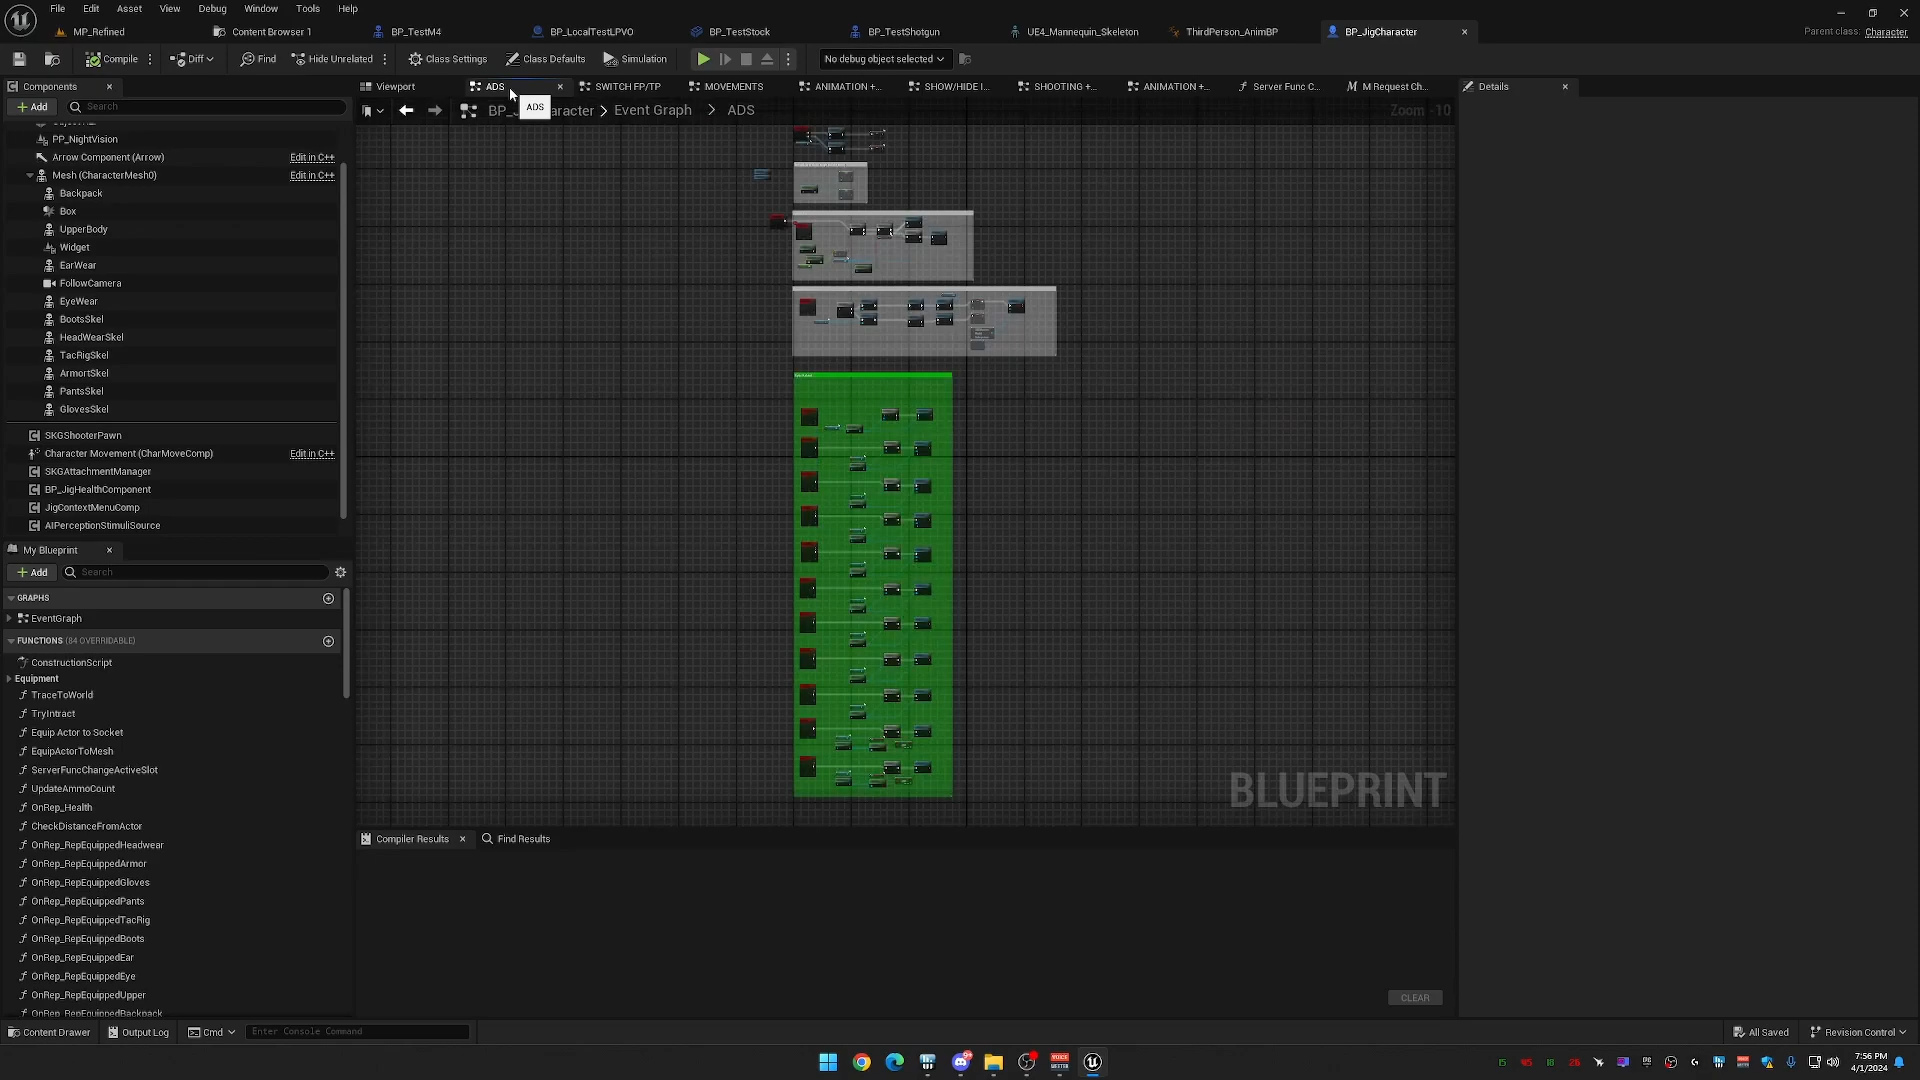 File Edit Asset View Debug Window Tools Help
MP_Refined Content Browser 1 BP_TestM4 BP_LocalTestLPVO BP_TestStock BP_TestShotgun UE4_Mannequin_Skeleton ThirdPerson_AnimBP BP_JigCharacter
Parent class: Character
Compile Diff Find Hide Unrelated Class Settings Class Defaults Simulation No debug object selected
Components
Viewport ADS SWITCH FP/TP MOVEMENTS ANIMATION +... SHOW/HIDE I... SHOOTING +... ANIMATION +... Server Func C... M Request Ch... Details
Add Search
ADS
Event Graph > ADS
Zoom -10
PP_NightVision
Arrow Component (Arrow) Edit in C++
Mesh (CharacterMesh0) Edit in C++
Backpack
Box
UpperBody
Widget
EarWear
FollowCamera
EyeWear
BootsSkel
HeadWearSkel
TacRigSkel
ArmortSkel
PantsSkel
GlovesSkel
SKGShooterPawn
Character Movement (CharMoveComp) Edit in C++
SKGAttachmentManager
BP_JigHealthComponent
JigContextMenuComp
AIPerceptionStimuliSource
My Blueprint
Add Search
GRAPHS
EventGraph
FUNCTIONS (84 OVERRIDABLE)
ConstructionScript
Equipment
TraceToWorld
TryIntract
Equip Actor to Socket
EquipActorToMesh
ServerFuncChangeActiveSlot
UpdateAmmoCount
OnRep_Health
CheckDistanceFromActor
OnRep_RepEquippedHeadwear
OnRep_RepEquippedArmor
OnRep_RepEquippedGloves
OnRep_RepEquippedPants
OnRep_RepEquippedTacRig
OnRep_RepEquippedBoots
OnRep_RepEquippedEar
OnRep_RepEquippedEye
OnRep_RepEquippedUpper
OnRep_RepEquippedBackpack
BLUEPRINT
Compiler Results Find Results
CLEAR
Content Drawer Output Log Cmd Enter Console Command
All Saved Revision Control
7:56 PM
4/1/2024